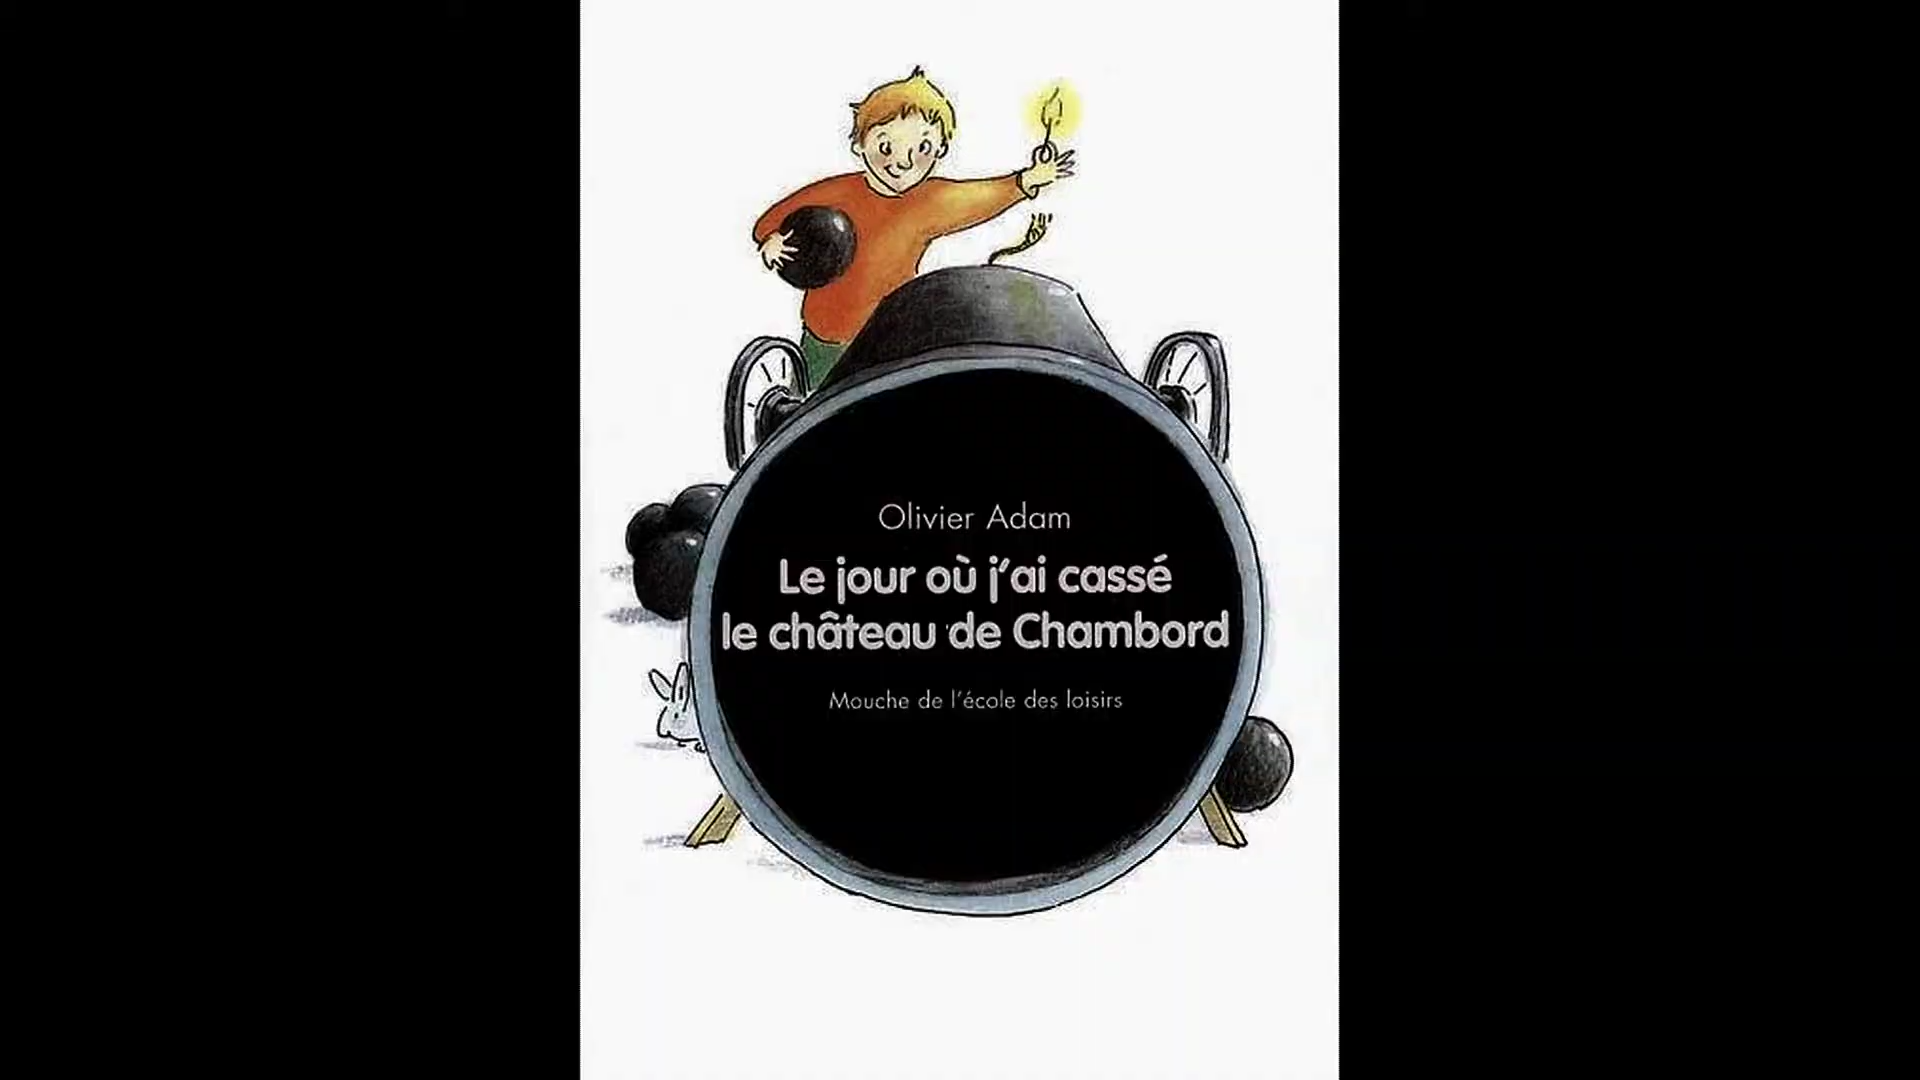 Olivier Adam
Le jour où j'ai cassé
le château de Chambord
Mouche de l'école des loisirs